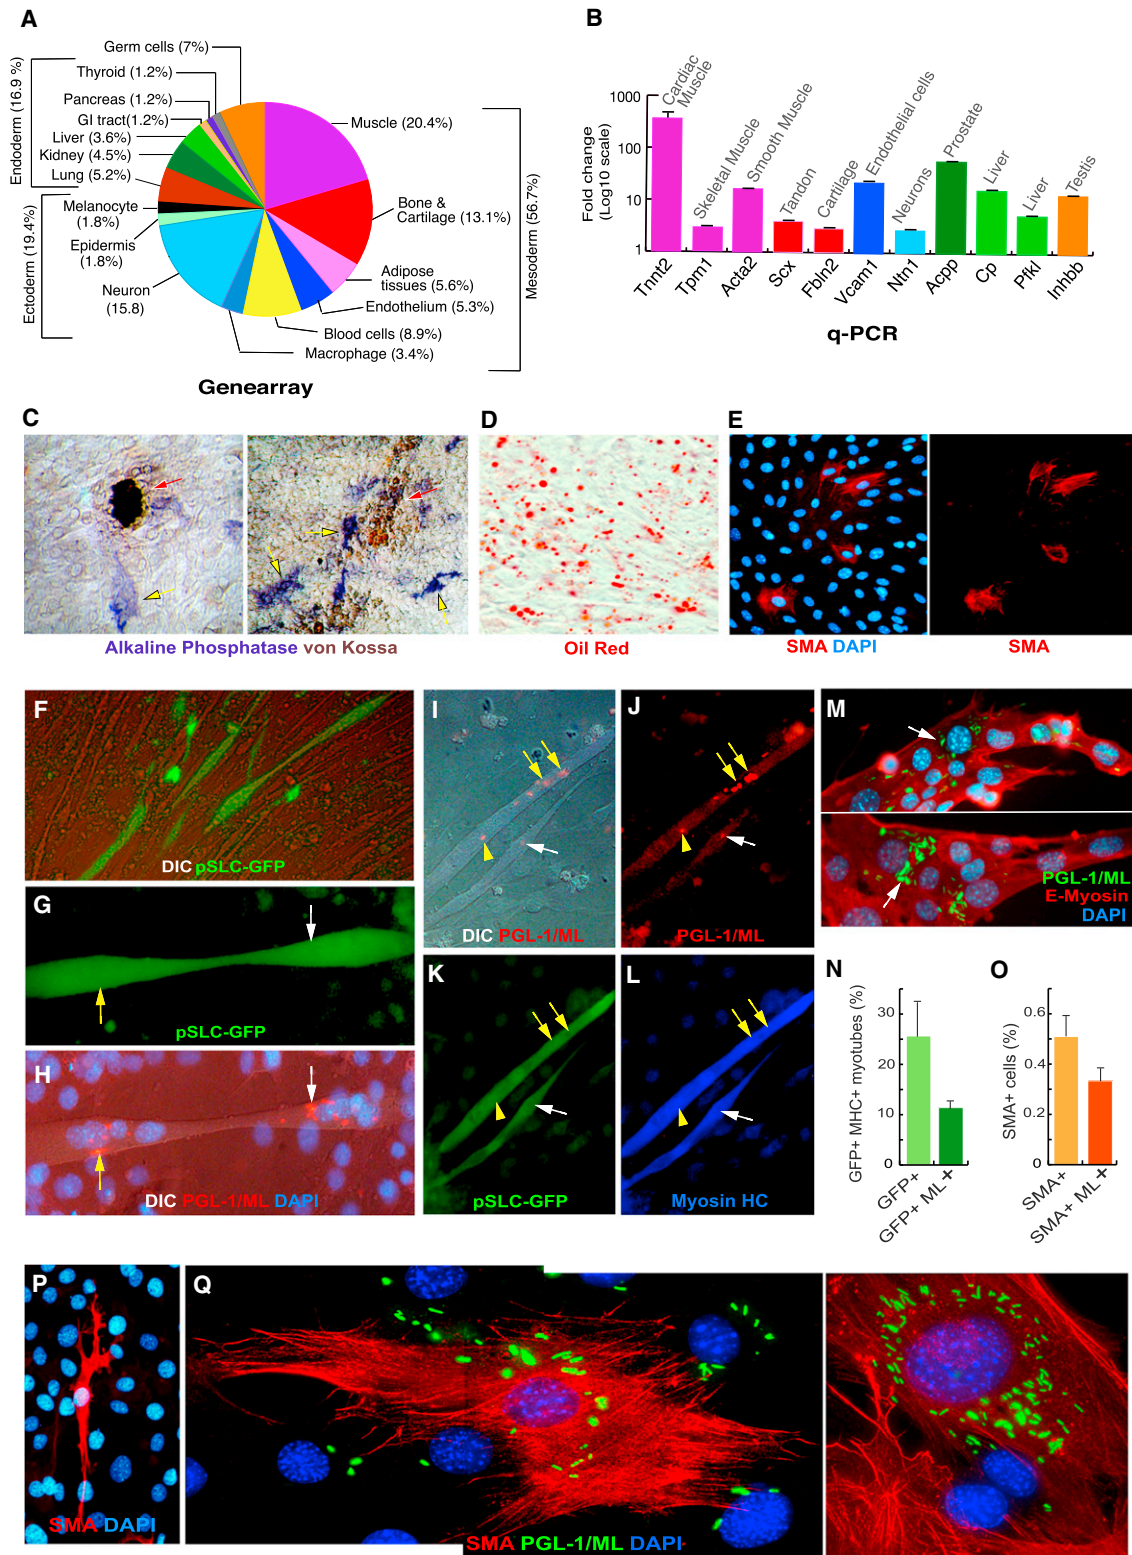 A
Germ cells (7%)
Thyroid (1.2%)
Pancreas (1.2%)
GI tract(1.2%)
Liver (3.6%)
Kidney (4.5%)
Lung (5.2%)
Melanocyte
(1.8%)
Epidermis
(1.8%)
Neuron
(15.8)
Endoderm (16.9 %)
Ectoderm (19.4%)
Muscle (20.4%)
Bone &
Cartilage (13.1%)
Adipose
tissues (5.6%)
Endothelium (5.3%)
Blood cells (8.9%)
Macrophage (3.4%)
Mesoderm (56.7%)
Genearray
B
Fold change
(Log10 scale)
1000
100
10
1
Cardiac
Muscle
Skeletal Muscle
Smooth Muscle
Tandon
Cartilage
Endothelial cells
Neurons
Prostate
Liver
Liver
Testis
Tnnt2
Tpm1
Acta2
Scx
Fbln2
Vcam1
Ntn1
Acpp
Cp
Pfkl
Inhbb
q-PCR
C
Alkaline Phosphatase von Kossa
D
Oil Red
E
SMA DAPI
SMA
F
DIC pSLC-GFP
G
pSLC-GFP
H
DIC PGL-1/ML DAPI
I
DIC PGL-1/ML
J
PGL-1/ML
K
pSLC-GFP
L
Myosin HC
M
PGL-1/ML
E-Myosin
DAPI
N
GFP+ MHC+ myotubes (%)
30
20
10
0
GFP+
GFP+ ML+
O
SMA+ cells (%)
0.6
0.4
0.2
0
SMA+
SMA+ ML+
P
SMA DAPI
Q
SMA PGL-1/ML DAPI